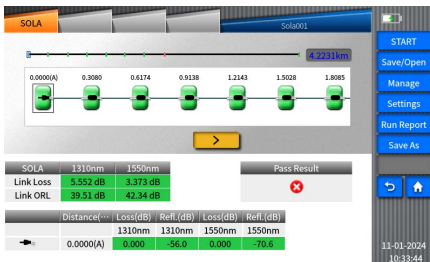 SOLA
Sola001
START
4.2231km
Save/Open
0.0000(A) 0.3080 0.6174 0.9138 1.2143 1.5028 1.8085
Manage
Settings
Run Report
>
Save As
SOLA 1310nm 1550nm Pass Result
Link Loss 5.552 dB 3.373 dB
Link ORL 39.51 dB 42.34 dB
Distance(··· Loss(dB) Refl.(dB) Loss(dB) Refl.(dB)
1310nm 1310nm 1550nm 1550nm
0.0000(A) 0.000 -56.0 0.000 -70.6
11-01-2024
10:33:44